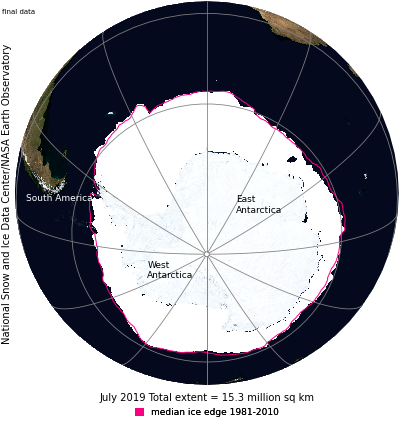 final data
National Snow and Ice Data Center/NASA Earth Observatory
South America
East
Antarctica
West
Antarctica
July 2019 Total extent = 15.3 million sq km
median ice edge 1981-2010